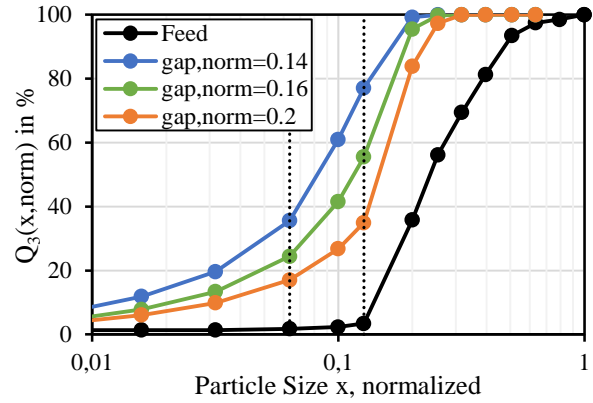 100
80
60
40
20
0
Q3(x,norm) in %
Feed
gap,norm=0.14
gap,norm=0.16
gap,norm=0.2
0,01
0,1
1
Particle Size x, normalized